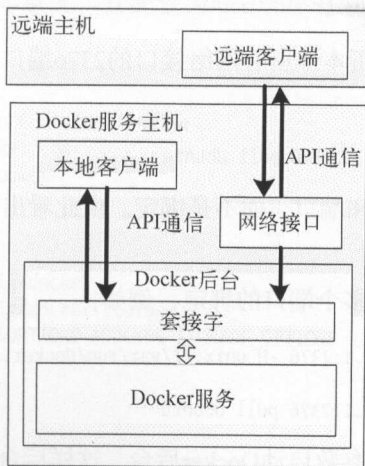 远端主机
远端客户端
Docker服务主机
本地客户端
API通信
API通信
网络接口
Docker后台
套接字
Docker服务